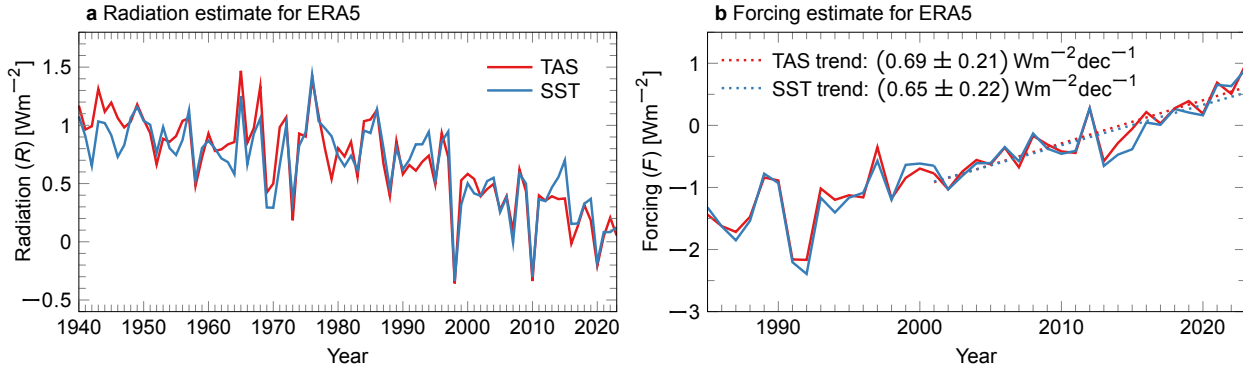 a Radiation estimate for ERA5
Radiation (R) [Wm−2]
1.5
1
0.5
0
−0.5
TAS
SST
1940 1950 1960 1970 1980 1990 2000 2010 2020
Year
b Forcing estimate for ERA5
Forcing (F) [Wm−2]
1
0
−1
−2
−3
TAS trend: (0.69 ± 0.21) Wm−2dec−1
SST trend: (0.65 ± 0.22) Wm−2dec−1
1990 2000 2010 2020
Year